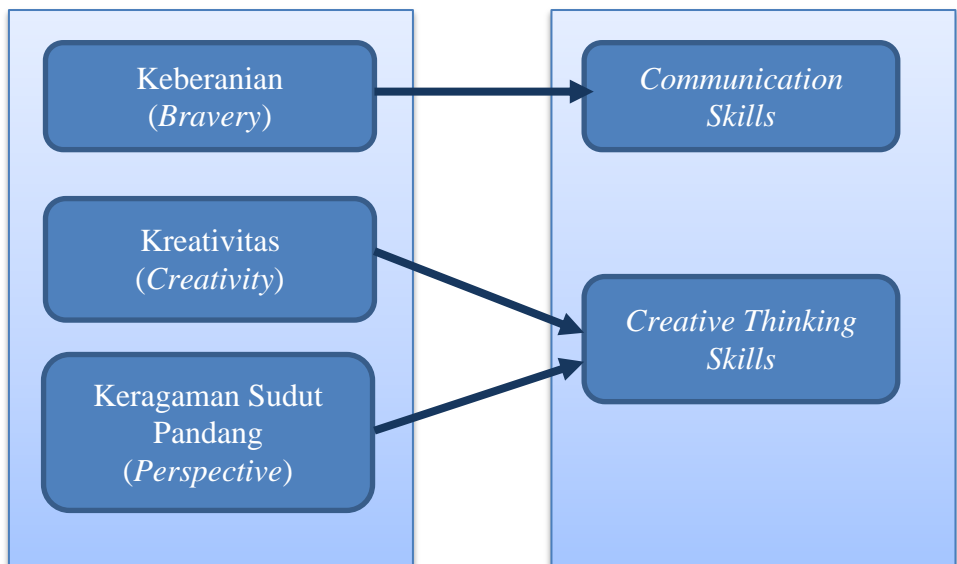 Keberanian
(Bravery)
Communication
Skills
Kreativitas
(Creativity)
Creative Thinking
Skills
Keragaman Sudut
Pandang
(Perspective)